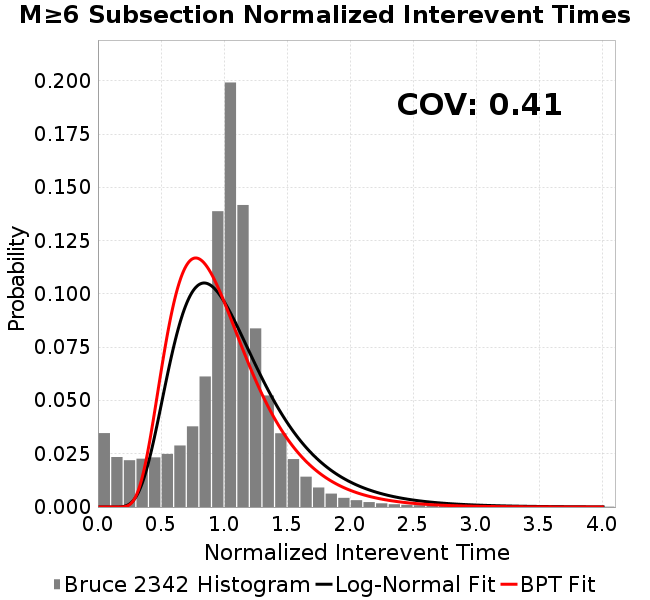 M≥6 Subsection Normalized Interevent Times
COV: 0.41
Probability
0.200
0.175
0.150
0.125
0.100
0.075
0.050
0.025
0.000
0.0 0.5 1.0 1.5 2.0 2.5 3.0 3.5 4.0
Normalized Interevent Time
Bruce 2342 Histogram Log-Normal Fit BPT Fit